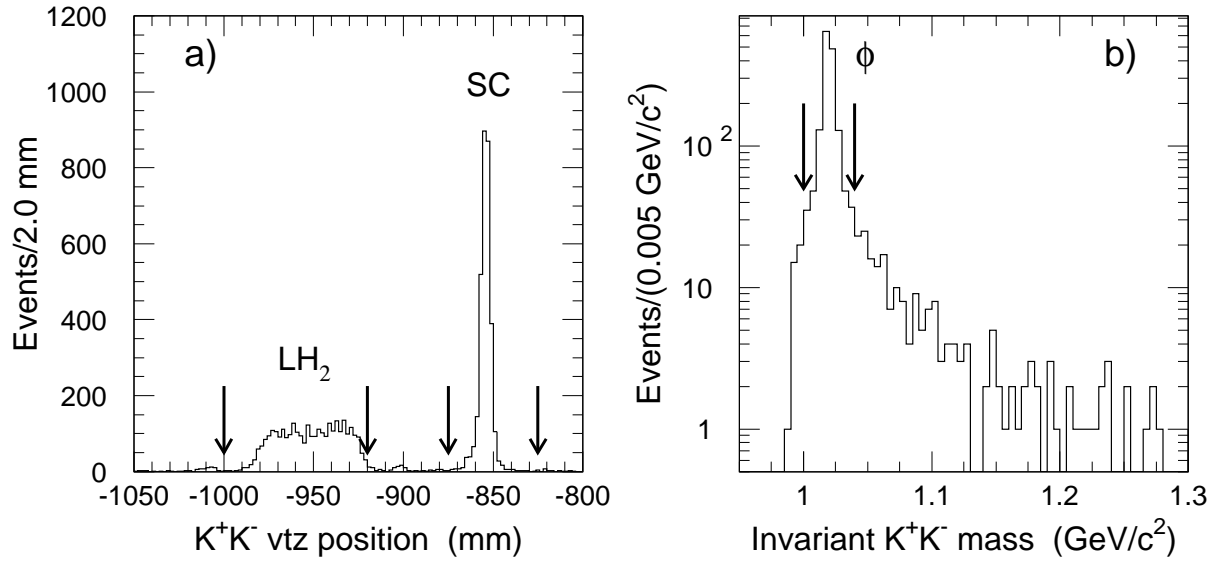 a)
SC
LH₂
Events/2.0 mm
1200
1000
800
600
400
200
0
-1050 -1000 -950 -900 -850 -800
K⁺K⁻ vtz position (mm)
b)
ϕ
Events/(0.005 GeV/c²)
10²
10
1
1 1.1 1.2 1.3
Invariant K⁺K⁻ mass (GeV/c²)